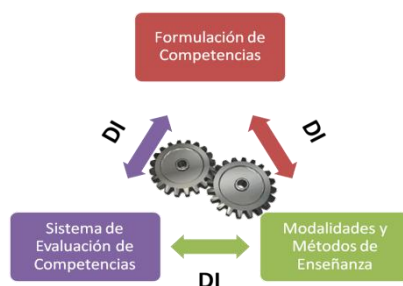 Formulación de
Competencias
DI
DI
Sistema de
Evaluación de
Competencias
Modalidades y
Métodos de
Enseñanza
DI